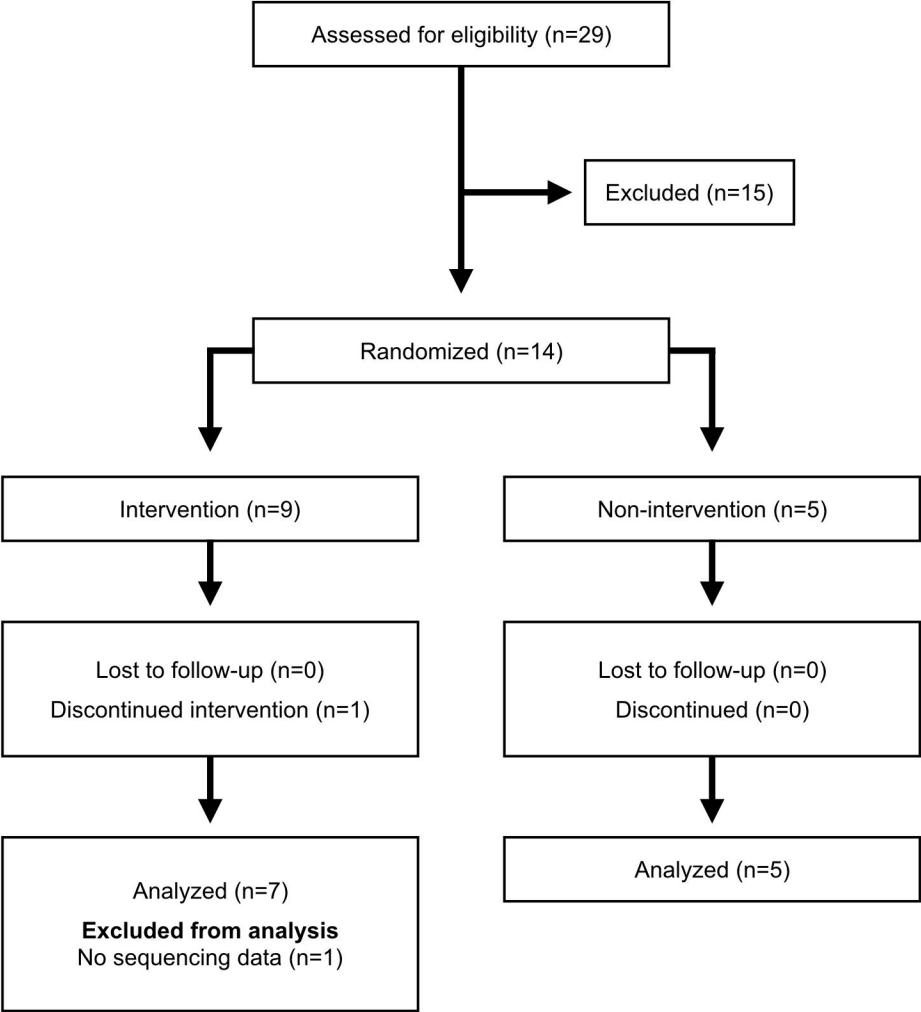 Assessed for eligibility (n=29)
Excluded (n=15)
Randomized (n=14)
Intervention (n=9)
Non-intervention (n=5)
Lost to follow-up (n=0)
Discontinued intervention (n=1)
Lost to follow-up (n=0)
Discontinued (n=0)
Analyzed (n=7)
Excluded from analysis
No sequencing data (n=1)
Analyzed (n=5)